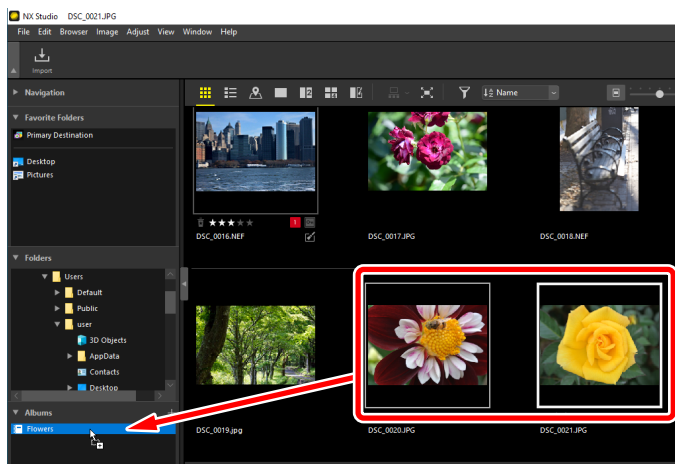 NX Studio DSC_0021.JPG
File Edit Browser Image Adjust View Window Help
Import
Navigation
Favorite Folders
Primary Destination
Desktop
Pictures
Folders
Users
Default
Public
user
3D Objects
AppData
Contacts
Desktop
Albums
Flowers
Name
1
DSC_0016.NEF
DSC_0017.JPG
DSC_0018.NEF
DSC_0019.jpg
DSC_0020.JPG
DSC_0021.JPG